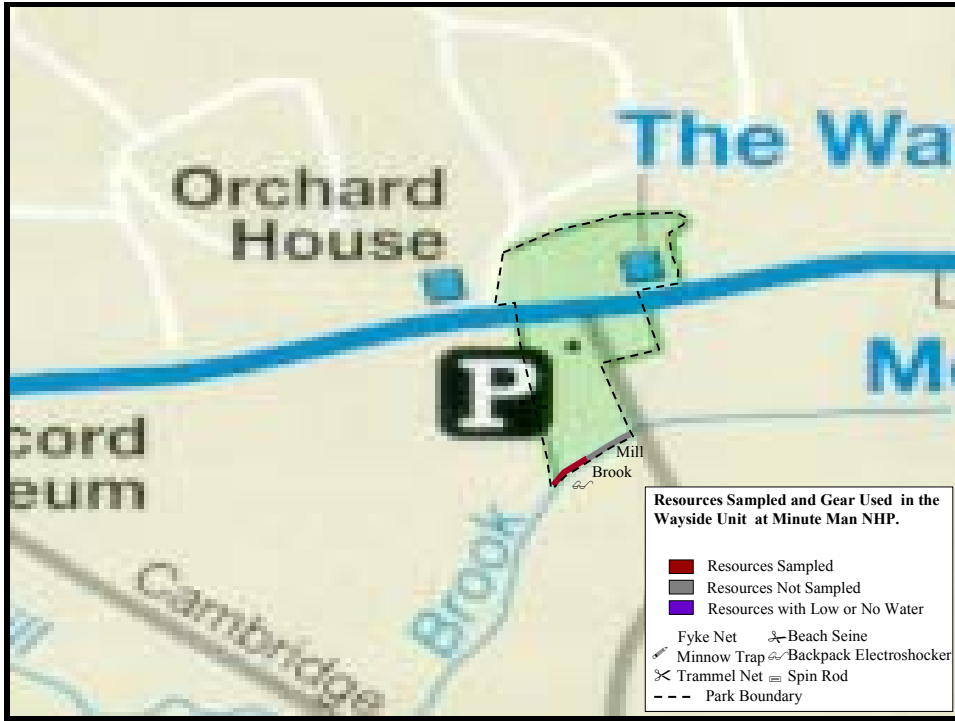 The Wa
Orchard
House
P
Mo
cord
eum
Mill
Brook
Brook
Cambridge
Resources Sampled and Gear Used in the
Wayside Unit at Minute Man NHP.
Resources Sampled
Resources Not Sampled
Resources with Low or No Water
Fyke Net Beach Seine
Minnow Trap Backpack Electroshocker
Trammel Net Spin Rod
Park Boundary